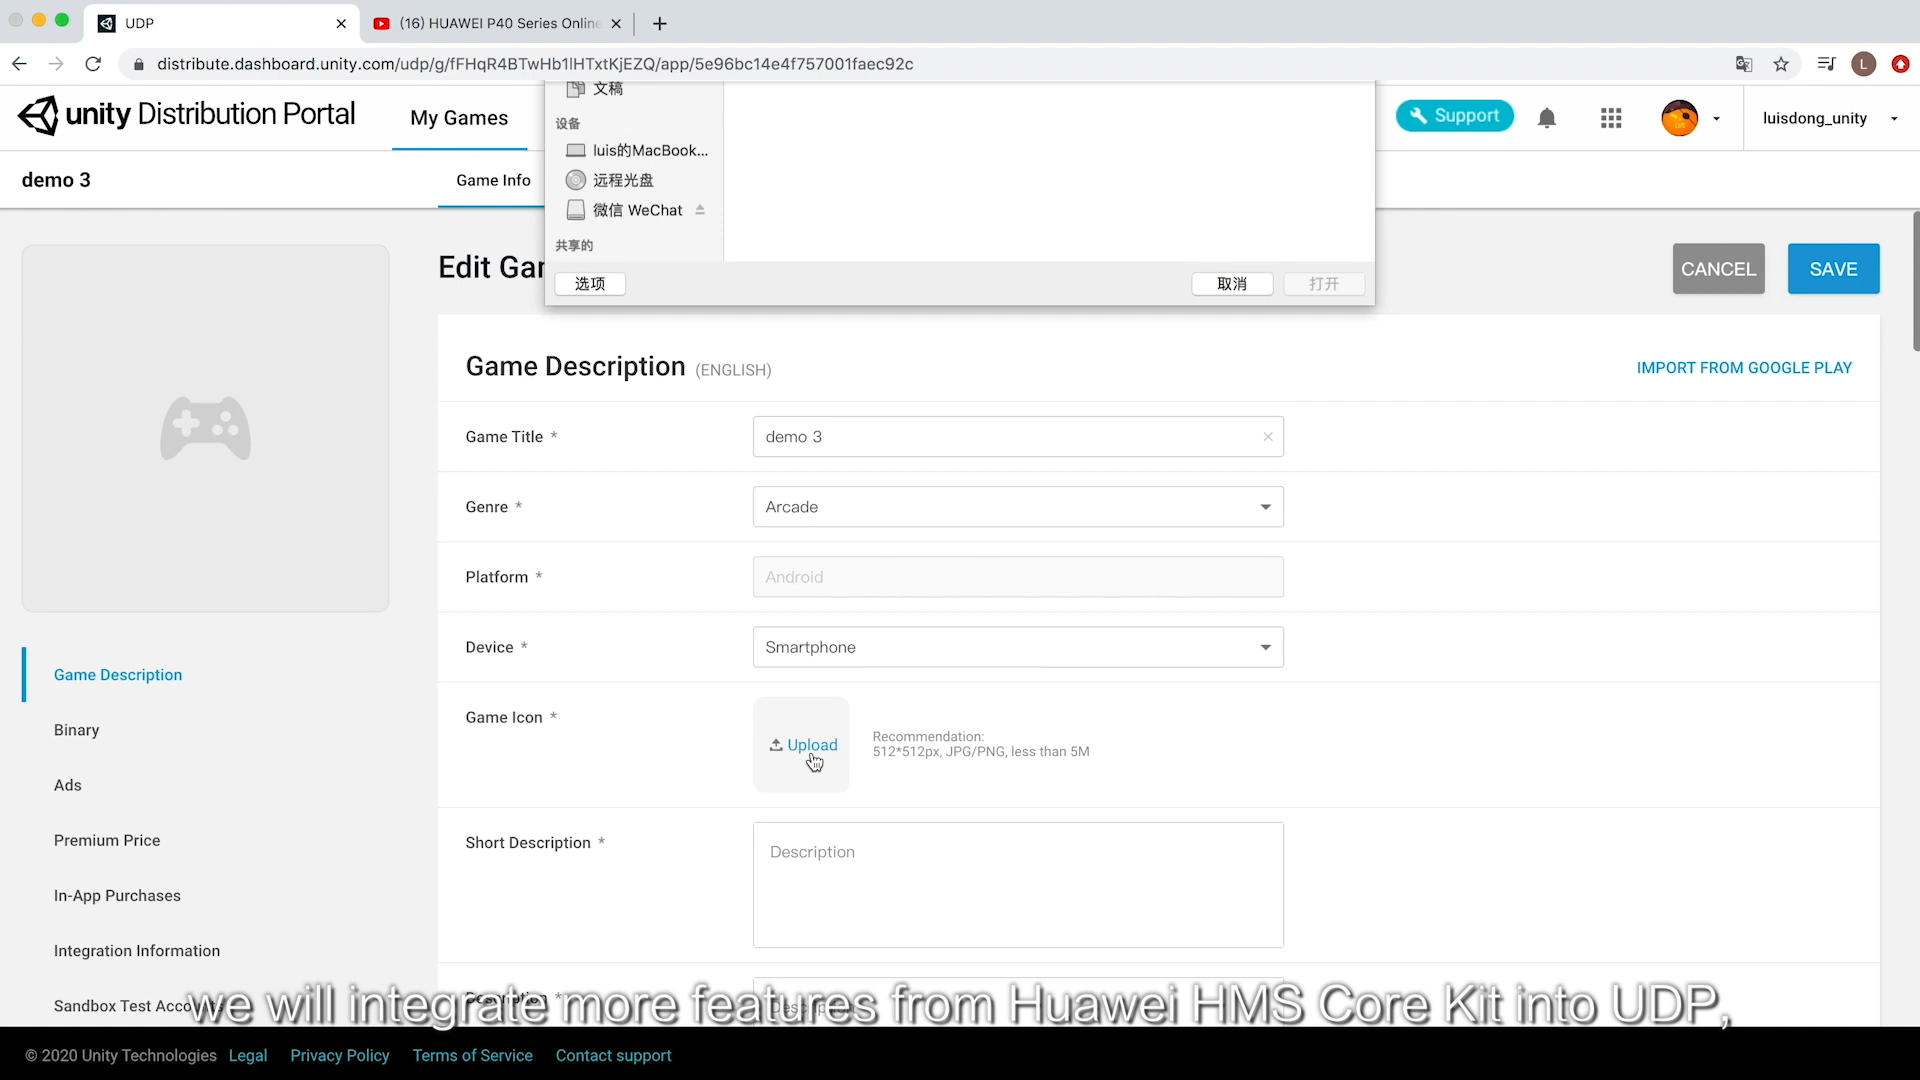 UDP
(16) HUAWEI P40 Series Online
distribute.dashboard.unity.com/udp/g/fFHqR4BTwHb1lHTxtKjEZQ/app/5e96bc14e4f757001faec92c
L
unity Distribution Portal
My Games
Support
luisdong_unity
demo 3
Game Info
文稿
设备
luis的MacBook...
远程光盘
微信 WeChat
共享的
选项
取消
打开
Edit Gam
CANCEL
SAVE
Game Description (ENGLISH)
IMPORT FROM GOOGLE PLAY
Game Title *
demo 3
Genre *
Arcade
Platform *
Android
Device *
Smartphone
Game Icon *
Upload
Recommendation:
512*512px, JPG/PNG, less than 5M
Short Description *
Description
Description *
Description
Game Description
Binary
Ads
Premium Price
In-App Purchases
Integration Information
Sandbox Test Accounts
we will integrate more features from Huawei HMS Core Kit into UDP,
© 2020 Unity Technologies Legal Privacy Policy Terms of Service Contact support